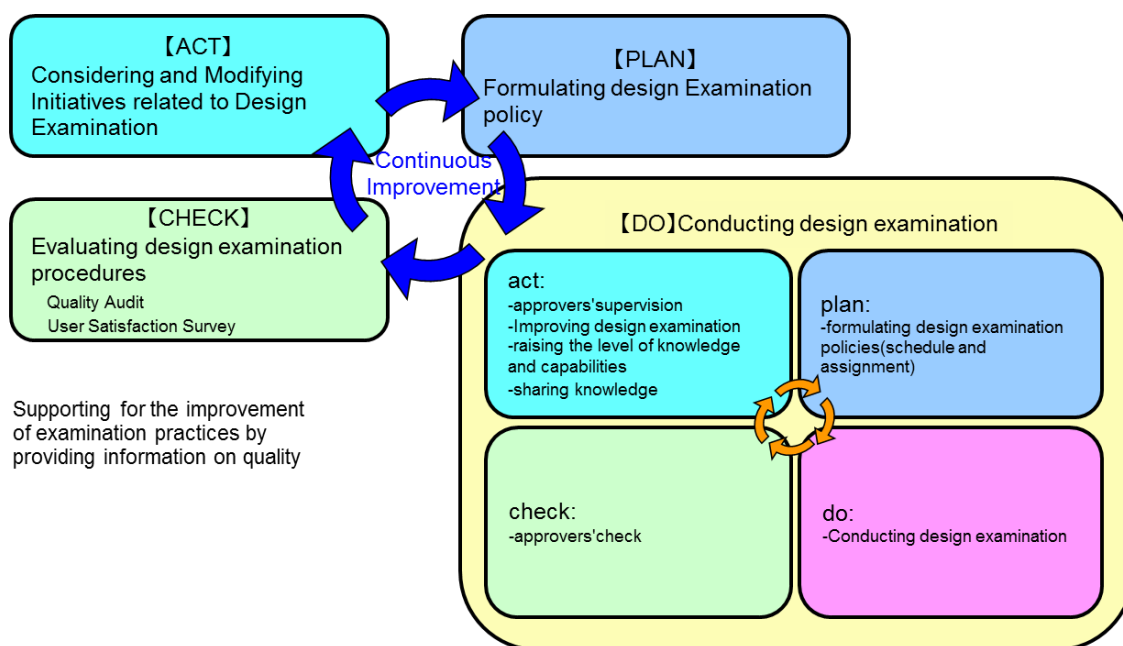 【ACT】
Considering and Modifying
Initiatives related to Design
Examination
【PLAN】
Formulating design Examination
policy
Continuous
Improvement
【CHECK】
Evaluating design examination
procedures
Quality Audit
User Satisfaction Survey
【DO】Conducting design examination
act:
-approvers'supervision
-Improving design examination
-raising the level of knowledge
and capabilities
-sharing knowledge
plan:
-formulating design examination
policies(schedule and
assignment)
check:
-approvers'check
do:
-Conducting design examination
Supporting for the improvement
of examination practices by
providing information on quality